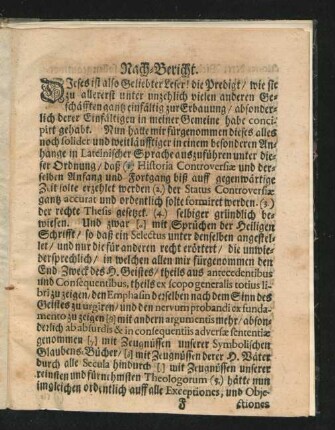 Nach-Bericht.
DJeses ist also Geliebter Leser! die Predigt/ wie sie
zu allererst unter unzehlich vielen anderen Ge-
schäfften gantz einfältig zur Erbauung/ absonder-
lich derer Einfältigen in meiner Gemeine habe conci-
pirt gehabt. Nun hatte mir fürgenommen dieses alles
noch solider und weitläufftiger in einem besonderen An-
hange in Lateinischer Sprache auszuführen unter die-
ser Ordnung/ daß (1.) Historia Controversiæ und der-
selben Anfang und Fortgang biß auff gegenwärtige
Zeit solte erzehlet werden (2.) der Status Controversiæ
gantz accurat und ordentlich solte formiret werden. (3.)
der rechte Thesis gesetzet. (4.) selbiger gründlich be-
wiesen. Und zwar [.] mit Sprüchen der Heiligen
Schrifft/ so daß ein Selectus unter denselben angestel-
let/ und nur die für anderen recht erörtert/ die unwie-
dersprechlich/ in welchen allen mir fürgenommen den
End Zweck des H. Geistes/ theils aus antecedentibus
und Consequentibus, theils ex scopo generalis totius li-
bri zu zeigen/ den Emphasin derselben nach dem Sinn des
Geistes zu urgiren/ und den nervum probandi ex funda-
mento zu zeigen [] mit andern argumentis mehr/ abson-
derlich ab absurdis & in consequentiis adversæ sententiæ
genommen [] mit Zeugnüssen unserer Symbolischen
Glaubens-Bücher/ [] mit Zeugnüssen derer H. Väter
durch alle Secula hindurch [] mit Zeugnüssen unserer
reinsten und fürnehmsten Theologorum (5.) hätte nun
imgleichen ordentlich auff alle Exceptiones, und Obje-
F ctiones